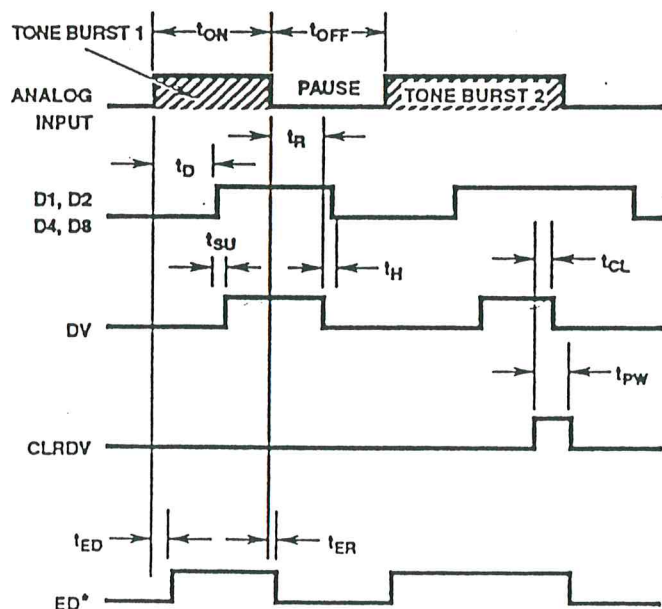 TONE BURST 1
tON
tOFF
ANALOG
INPUT
PAUSE
TONE BURST 2
tR
tD
D1, D2
D4, D8
tSU
tH
tCL
DV
tPW
CLRDV
tED
tER
ED*